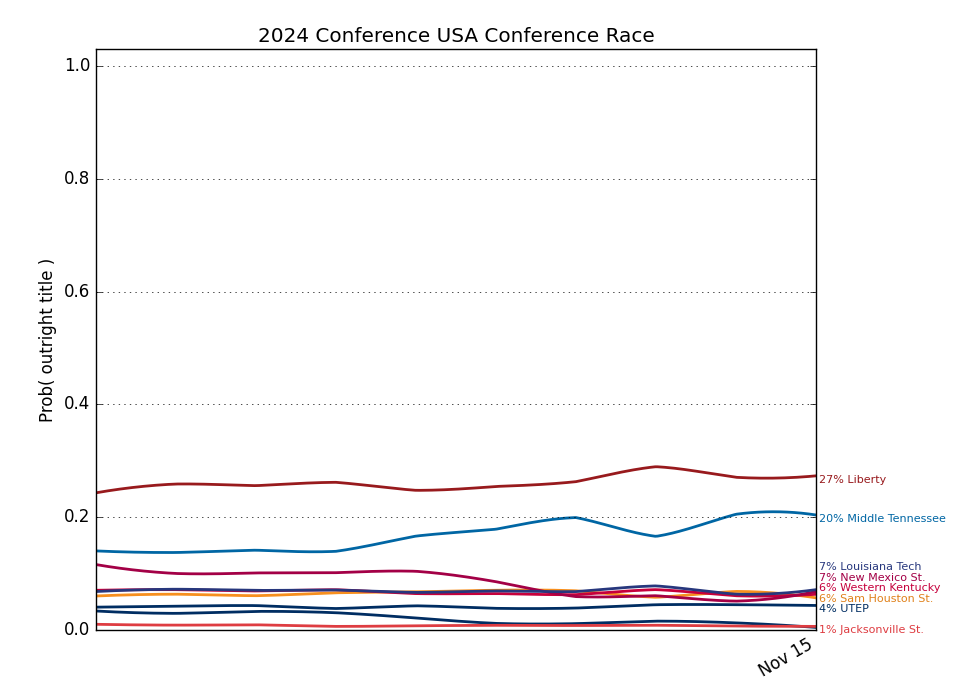 2024 Conference USA Conference Race
1.0
0.8
0.6
0.4
0.2
0.0
Prob( outright title )
27% Liberty
20% Middle Tennessee
7% Louisiana Tech
7% New Mexico St.
6% Western Kentucky
6% Sam Houston St.
4% UTEP
1% Jacksonville St.
Nov 15